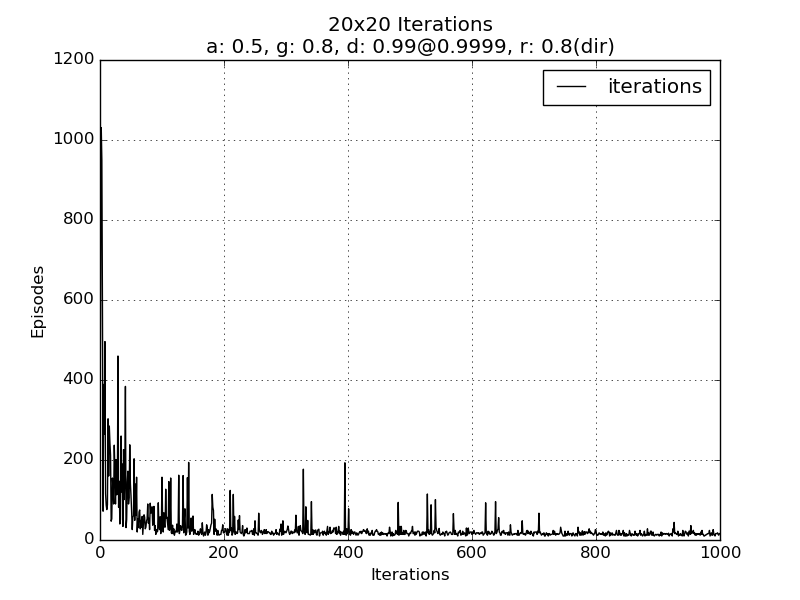 20x20 Iterations
a: 0.5, g: 0.8, d: 0.99@0.9999, r: 0.8(dir)
iterations
1200
1000
800
600
400
200
0
Episodes
0 200 400 600 800 1000
Iterations